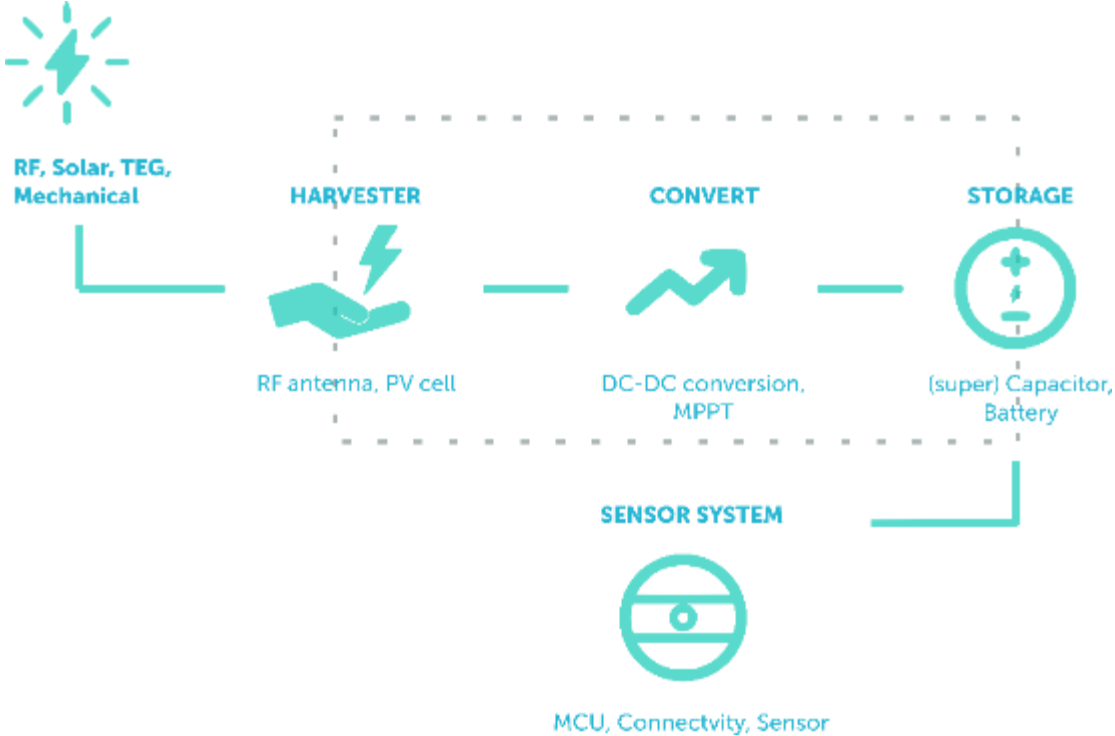 RF, Solar, TEG,
Mechanical
HARVESTER
RF antenna, PV cell
CONVERT
DC-DC conversion,
MPPT
STORAGE
(super) Capacitor,
Battery
SENSOR SYSTEM
MCU, Connectvity, Sensor